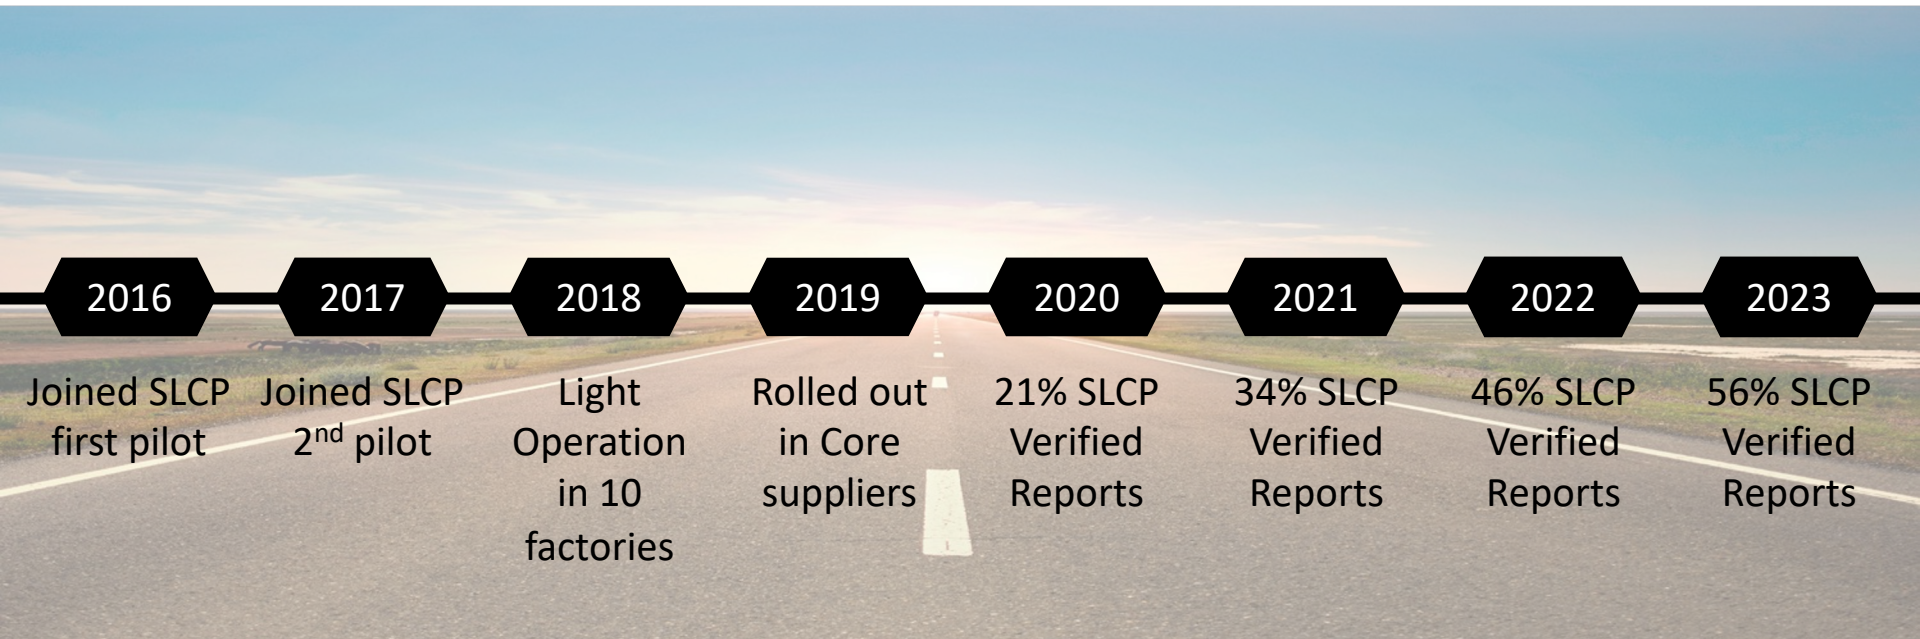 2016
2017
2018
2019
2020
2021
2022
2023
Joined SLCP
first pilot
Joined SLCP
2nd pilot
Light
Operation
in 10
factories
Rolled out
in Core
suppliers
21% SLCP
Verified
Reports
34% SLCP
Verified
Reports
46% SLCP
Verified
Reports
56% SLCP
Verified
Reports